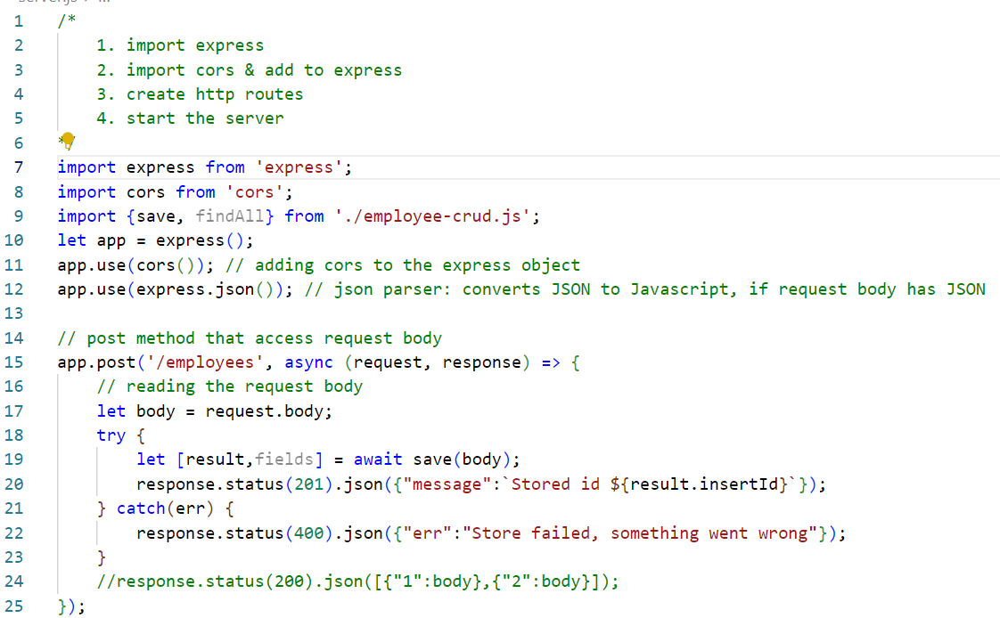 1 /*
2 1. import express
3 2. import cors & add to express
4 3. create http routes
5 4. start the server
6 */
7 import express from 'express';
8 import cors from 'cors';
9 import {save, findAll} from './employee-crud.js';
10 let app = express();
11 app.use(cors()); // adding cors to the express object
12 app.use(express.json()); // json parser: converts JSON to Javascript, if request body has JSON
13
14 // post method that access request body
15 app.post('/employees', async (request, response) => {
16 // reading the request body
17 let body = request.body;
18 try {
19 let [result,fields] = await save(body);
20 response.status(201).json({"message":`Stored id ${result.insertId}`});
21 } catch(err) {
22 response.status(400).json({"err":"Store failed, something went wrong"});
23 }
24 //response.status(200).json([{"1":body},{"2":body}]);
25 });